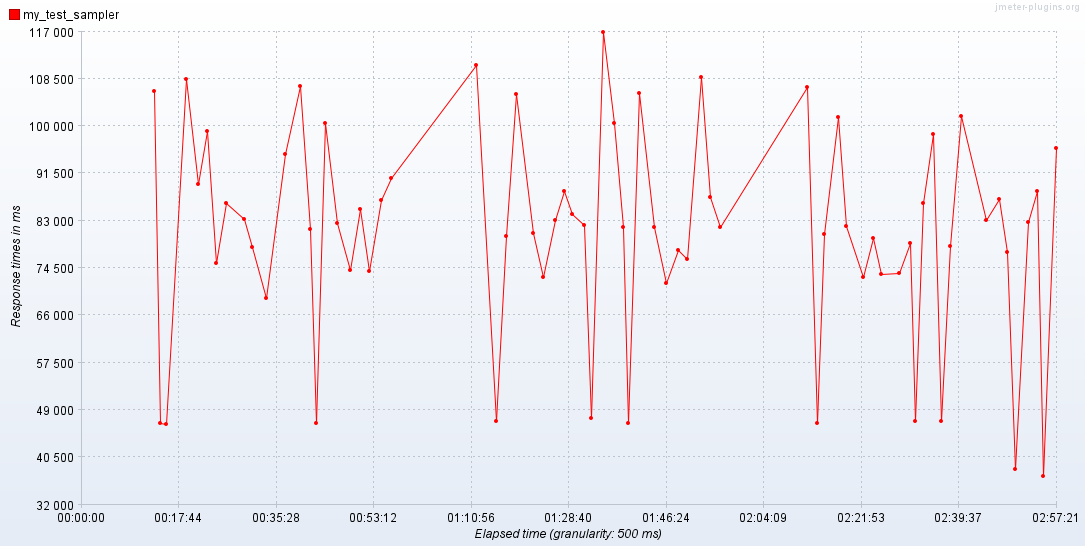 my_test_sampler
jmeter-plugins.org
117 000
108 500
100 000
91 500
83 000
74 500
66 000
57 500
49 000
40 500
32 000
Response times in ms
00:00:00 00:17:44 00:35:28 00:53:12 01:10:56 01:28:40 01:46:24 02:04:09 02:21:53 02:39:37 02:57:21
Elapsed time (granularity: 500 ms)